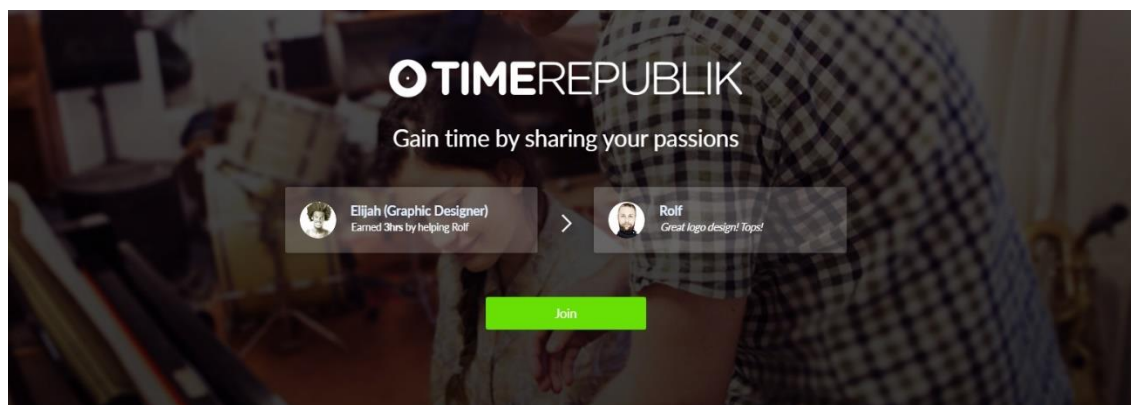 TIMEREPUBLIK
Gain time by sharing your passions
Elijah (Graphic Designer)
Earned 3hrs by helping Rolf
Rolf
Great logo design! Tops!
Join